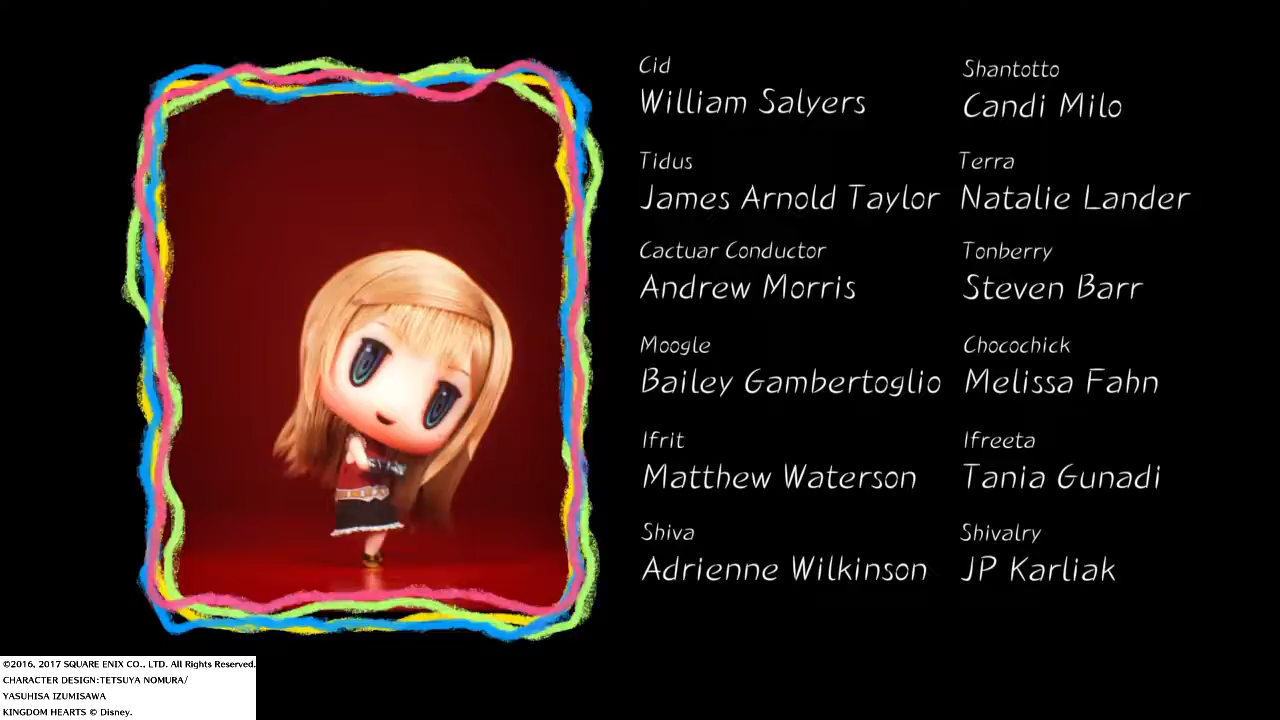 Cid
William Salyers
Shantotto
Candi Milo
Tidus
James Arnold Taylor
Terra
Natalie Lander
Cactuar Conductor
Andrew Morris
Tonberry
Steven Barr
Moogle
Bailey Gambertoglio
Chocochick
Melissa Fahn
Ifrit
Matthew Waterson
Ifreeta
Tania Gunadi
Shiva
Adrienne Wilkinson
Shivalry
JP Karliak
©2016, 2017 SQUARE ENIX CO., LTD. All Rights Reserved.
CHARACTER DESIGN:TETSUYA NOMURA/
YASUHISA IZUMISAWA
KINGDOM HEARTS © Disney.